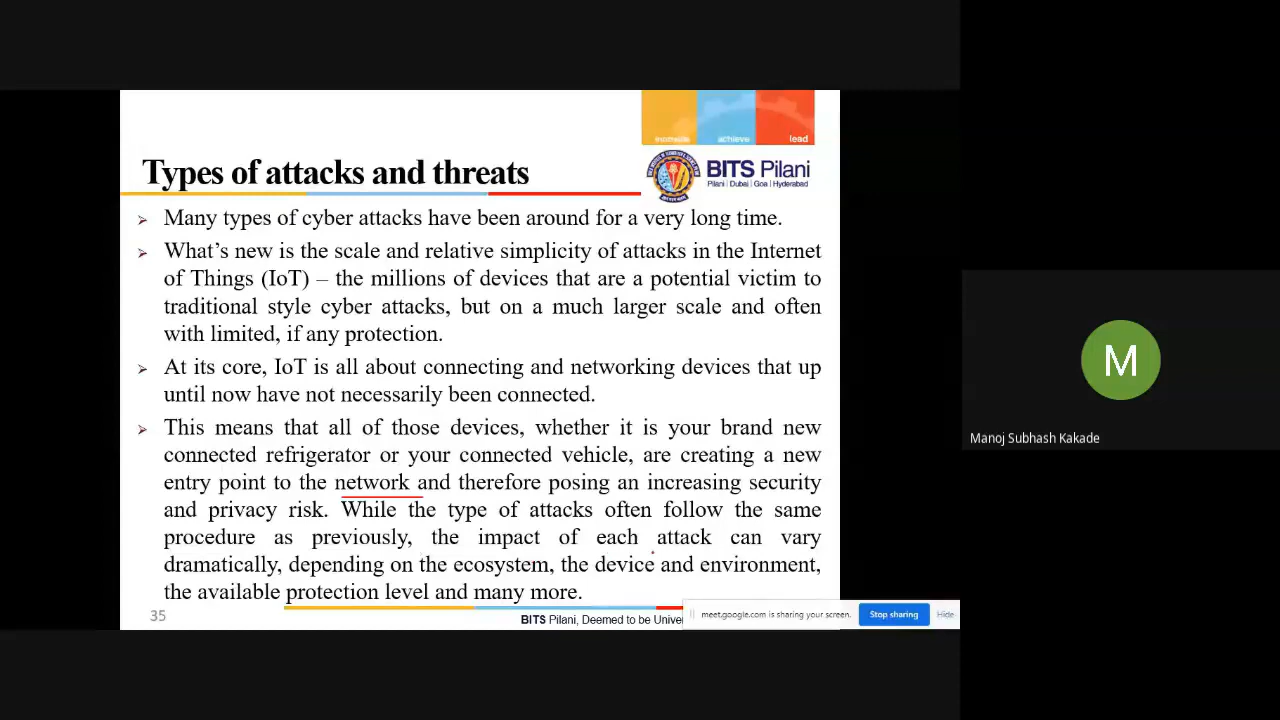 achieve
lead
BITS Pilani
Pilani | Dubai | Goa | Hyderabad
Types of attacks and threats
Many types of cyber attacks have been around for a very long time.
What's new is the scale and relative simplicity of attacks in the Internet
of Things (IoT) – the millions of devices that are a potential victim to
traditional style cyber attacks, but on a much larger scale and often
with limited, if any protection.
At its core, IoT is all about connecting and networking devices that up
until now have not necessarily been connected.
This means that all of those devices, whether it is your brand new
connected refrigerator or your connected vehicle, are creating a new
entry point to the network and therefore posing an increasing security
and privacy risk. While the type of attacks often follow the same
procedure as previously, the impact of each attack can vary
dramatically, depending on the ecosystem, the device and environment,
the available protection level and many more.
35
BITS Pilani, Deemed to be Unive
meet.google.com is sharing your screen.
Stop sharing
Hide
M
Manoj Subhash Kakade